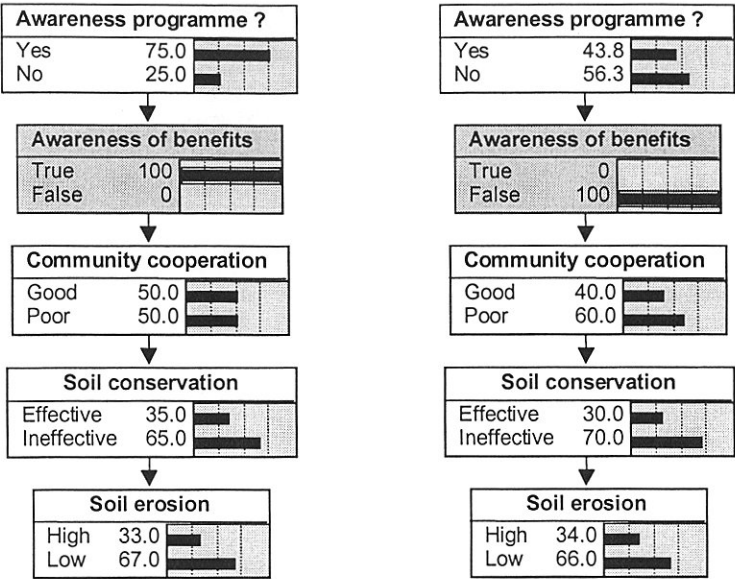 Awareness programme ?
Yes 75.0
No 25.0
Awareness of benefits
True 100
False 0
Community cooperation
Good 50.0
Poor 50.0
Soil conservation
Effective 35.0
Ineffective 65.0
Soil erosion
High 33.0
Low 67.0
Awareness programme ?
Yes 43.8
No 56.3
Awareness of benefits
True 0
False 100
Community cooperation
Good 40.0
Poor 60.0
Soil conservation
Effective 30.0
Ineffective 70.0
Soil erosion
High 34.0
Low 66.0